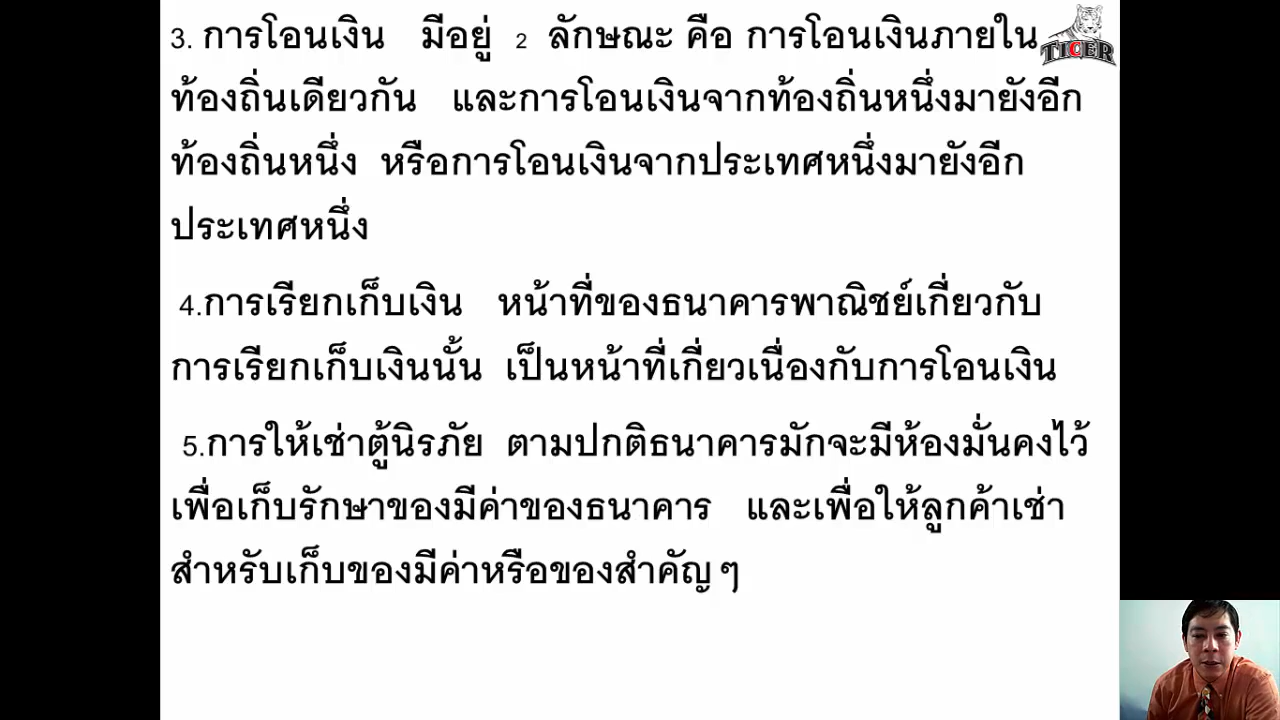 3. การโอนเงิน มีอยู่ 2 ลักษณะ คือ การโอนเงินภายใน
TIGER
ท้องถิ่นเดียวกัน และการโอนเงินจากท้องถิ่นหนึ่งมายังอีก
ท้องถิ่นหนึ่ง หรือการโอนเงินจากประเทศหนึ่งมายังอีก
ประเทศหนึ่ง
4.การเรียกเก็บเงิน หน้าที่ของธนาคารพาณิชย์เกี่ยวกับ
การเรียกเก็บเงินนั้น เป็นหน้าที่เกี่ยวเนื่องกับการโอนเงิน
5.การให้เช่าตู้นิรภัย ตามปกติธนาคารมักจะมีห้องมั่นคงไว้
เพื่อเก็บรักษาของมีค่าของธนาคาร และเพื่อให้ลูกค้าเช่า
สำหรับเก็บของมีค่าหรือของสำคัญ ๆ